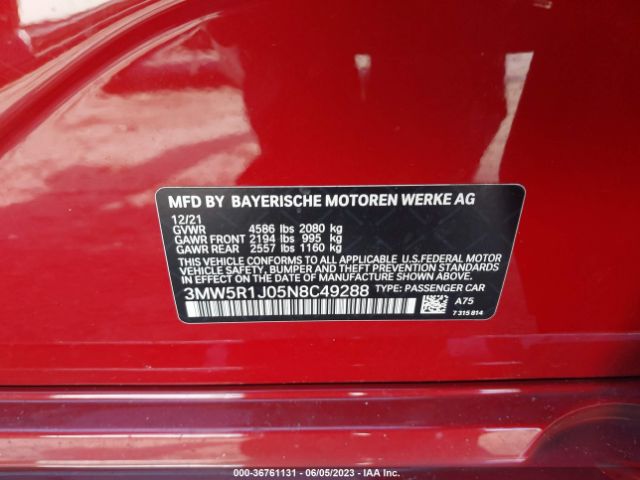 MFD BY BAYERISCHE MOTOREN WERKE AG
12/21
GVWR 4586 lbs 2080 kg
GAWR FRONT 2194 lbs 995 kg
GAWR REAR 2557 lbs 1160 kg
THIS VEHICLE CONFORMS TO ALL APPLICABLE U.S.FEDERAL MOTOR
VEHICLE SAFETY, BUMPER, AND THEFT PREVENTION STANDARDS IN
EFFECT ON THE DATE OF MANUFACTURE SHOWN ABOVE.
3MW5R1J05N8C49288 TYPE: PASSENGER CAR
A75
7 315 814
000-36761131 - 06/05/2023 - IAA Inc.